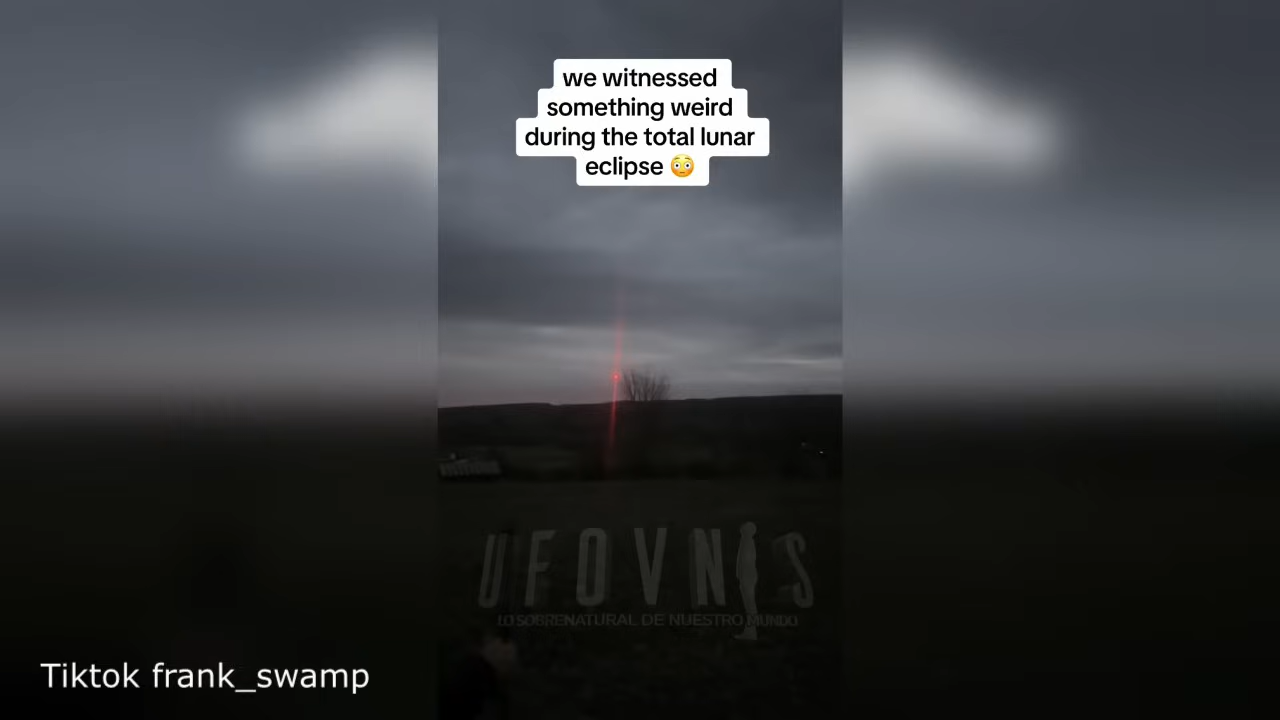 we witnessed
something weird
during the total lunar
eclipse 😳
UFOVNIS
LO SOBRENATURAL DE NUESTRO MUNDO
Tiktok frank_swamp